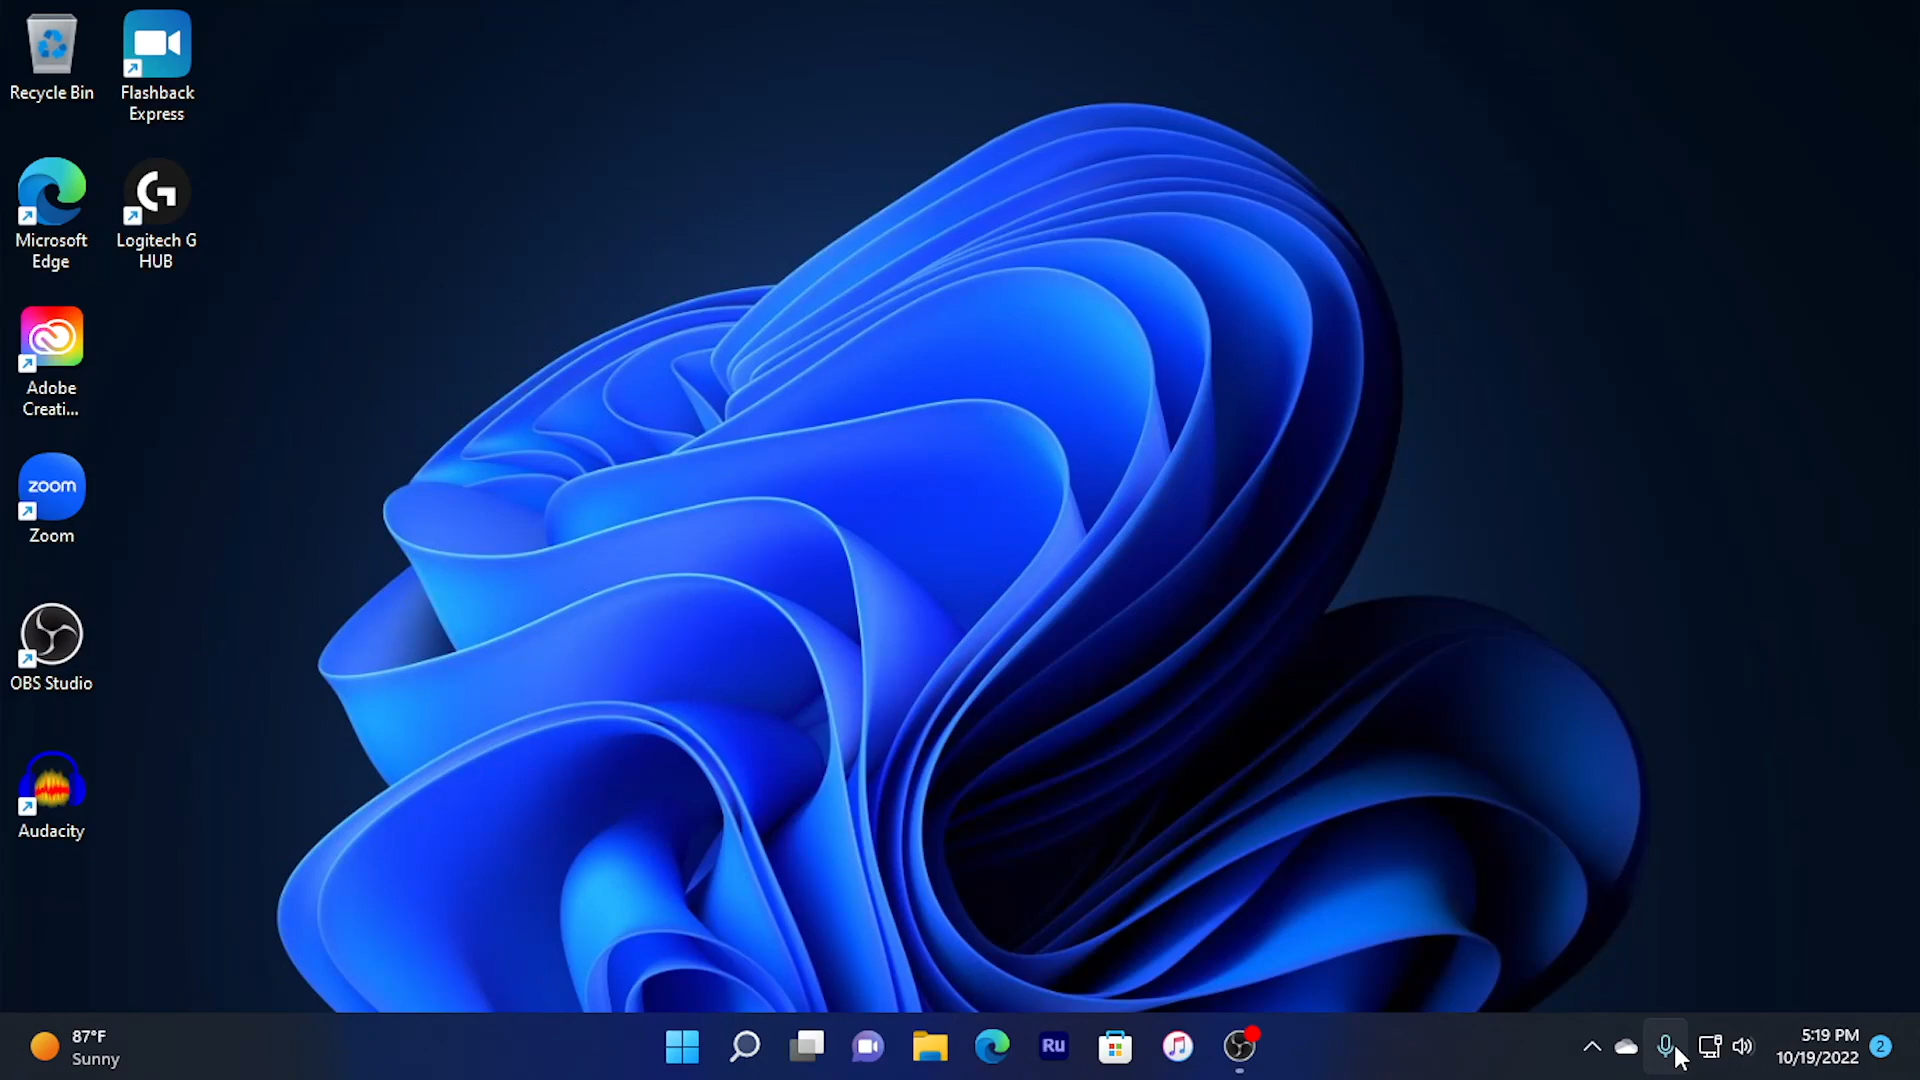 Recycle Bin
Flashback
Express
Microsoft
Edge
Logitech G
HUB
Adobe
Creati...
zoom
Zoom
OBS Studio
Audacity
87°F
Sunny
Ru
5:19 PM
10/19/2022
2